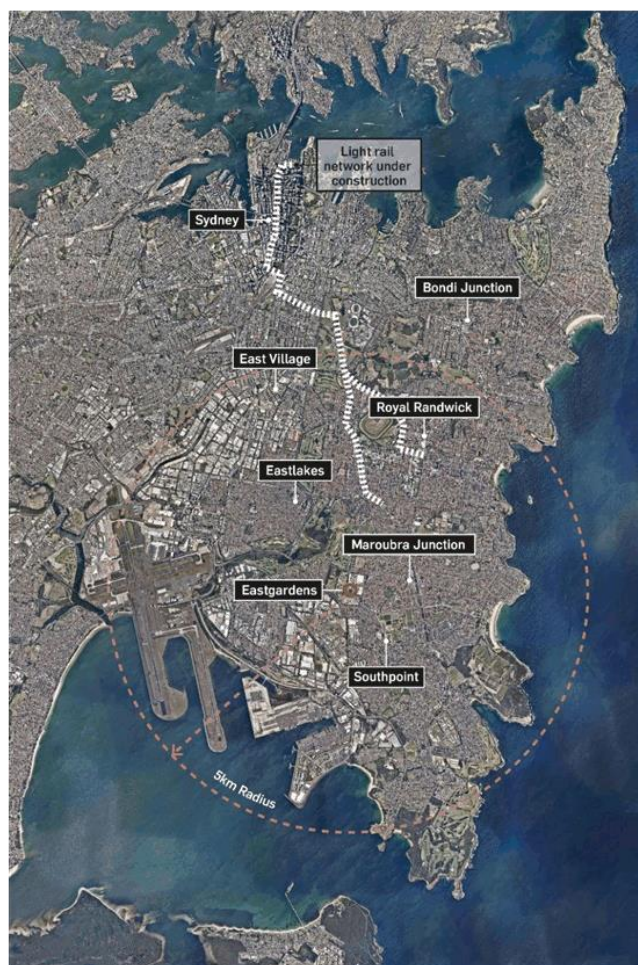 Light rail
network under
construction
Sydney
Bondi Junction
East Village
Royal Randwick
Eastlakes
Maroubra Junction
Eastgardens
Southpoint
5km Radius